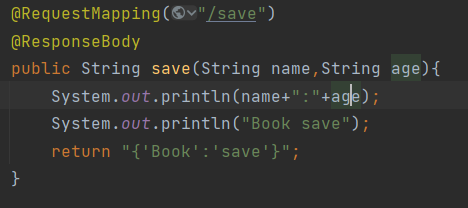 @RequestMapping("/save")
@ResponseBody
public String save(String name,String age){
System.out.println(name+":"+age);
System.out.println("Book save");
return "{'Book':'save'}";
}